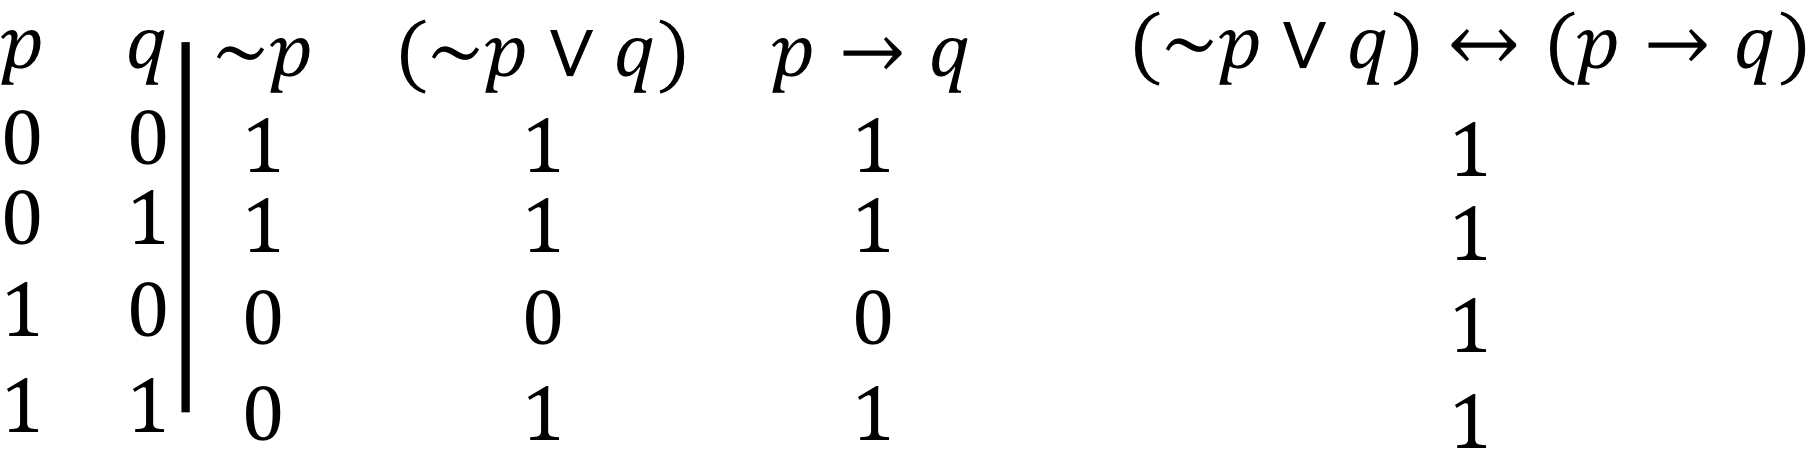 p q ~p (~p ∨ q) p → q (~p ∨ q) ↔ (p → q)
0 0 1 1 1 1
0 1 1 1 1 1
1 0 0 0 0 1
1 1 0 1 1 1